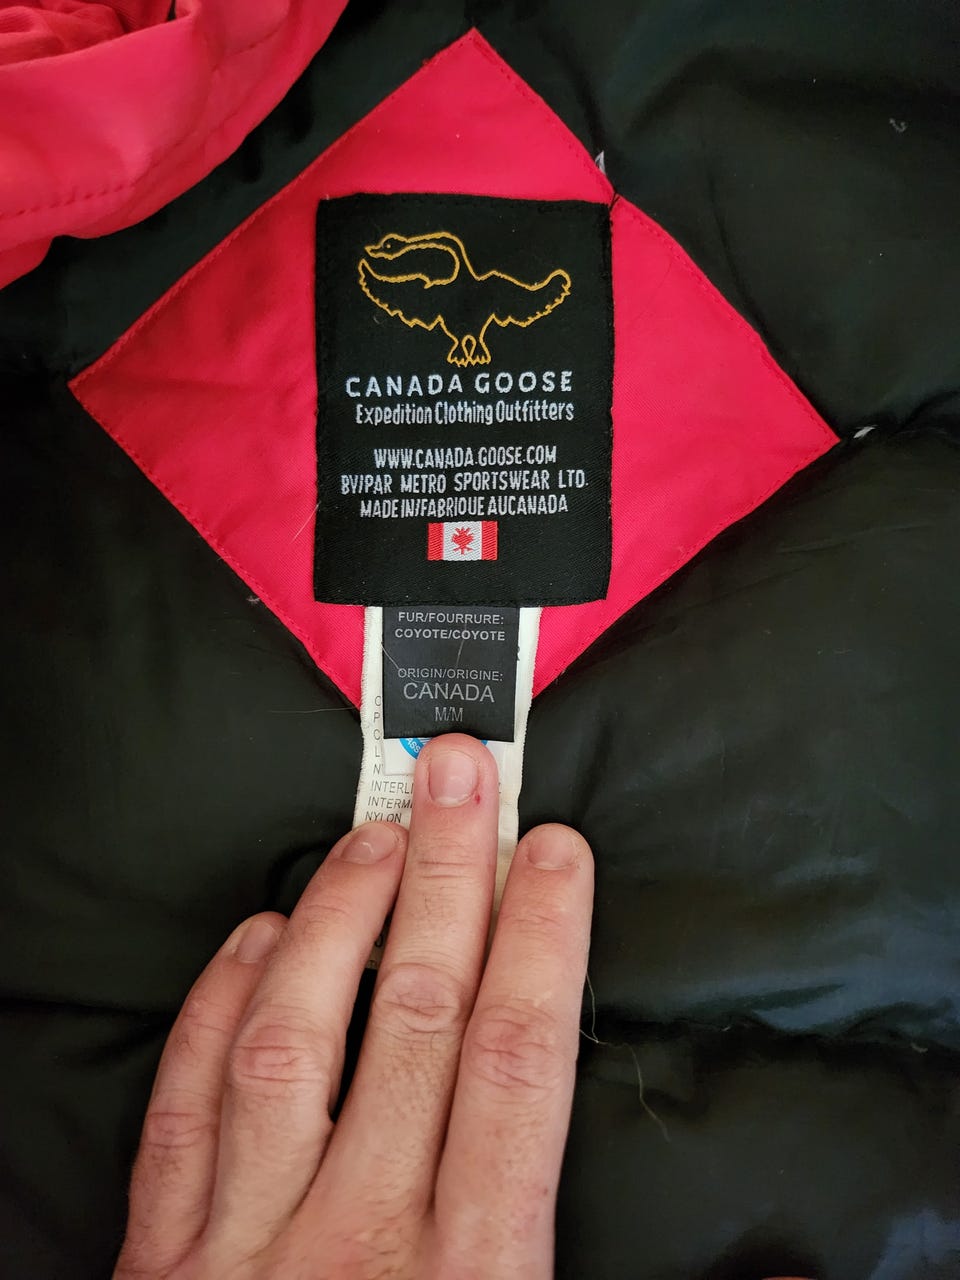 CANADA GOOSE
Expedition Clothing Outfitters
WWW.CANADA.GOOSE.COM
BY/PAR METRO SPORTSWEAR LTD.
MADE IN/FABRIQUE AUCANADA
FUR/FOURRURE:
COYOTE/COYOTE
ORIGIN/ORIGINE:
CANADA
M/M
INTERLI
INTERM
NYLON